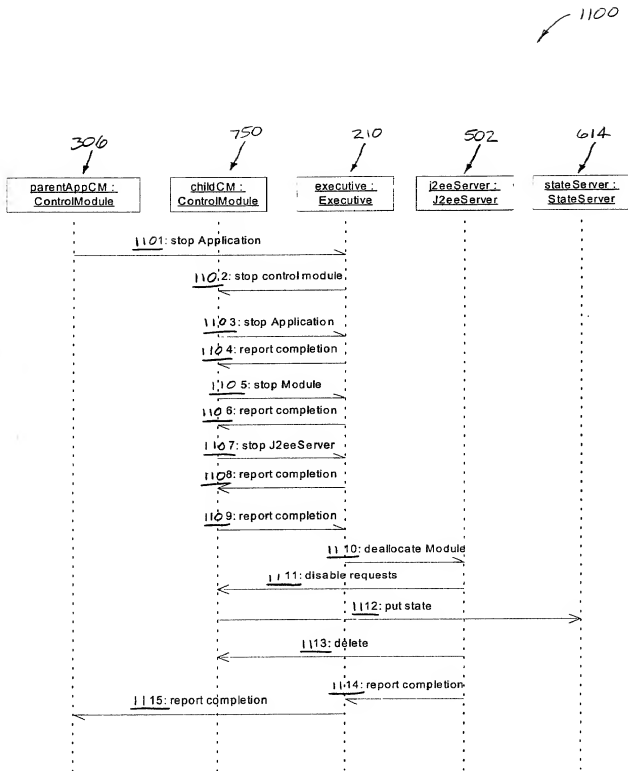 1100
306
750
210
502
614
parentAppCM :
ControlModule
childCM :
ControlModule
executive :
Executive
j2eeServer :
J2eeServer
stateServer :
StateServer
1101: stop Application
1102: stop control module
1103: stop Application
1104: report completion
1105: stop Module
1106: report completion
1107: stop J2eeServer
1108: report completion
1109: report completion
1110: deallocate Module
1111: disable requests
1112: put state
1113: delete
1114: report completion
1115: report completion